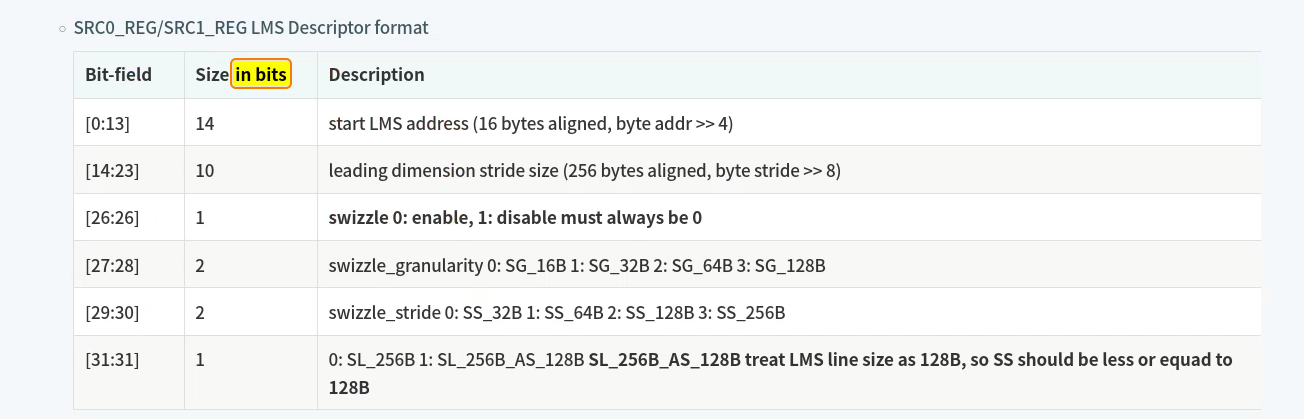 SRC0_REG/SRC1_REG LMS Descriptor format
Bit-field Size in bits Description
[0:13] 14 start LMS address (16 bytes aligned, byte addr >> 4)
[14:23] 10 leading dimension stride size (256 bytes aligned, byte stride >> 8)
[26:26] 1 swizzle 0: enable, 1: disable must always be 0
[27:28] 2 swizzle_granularity 0: SG_16B 1: SG_32B 2: SG_64B 3: SG_128B
[29:30] 2 swizzle_stride 0: SS_32B 1: SS_64B 2: SS_128B 3: SS_256B
[31:31] 1 0: SL_256B 1: SL_256B_AS_128B SL_256B_AS_128B treat LMS line size as 128B, so SS should be less or equad to
128B